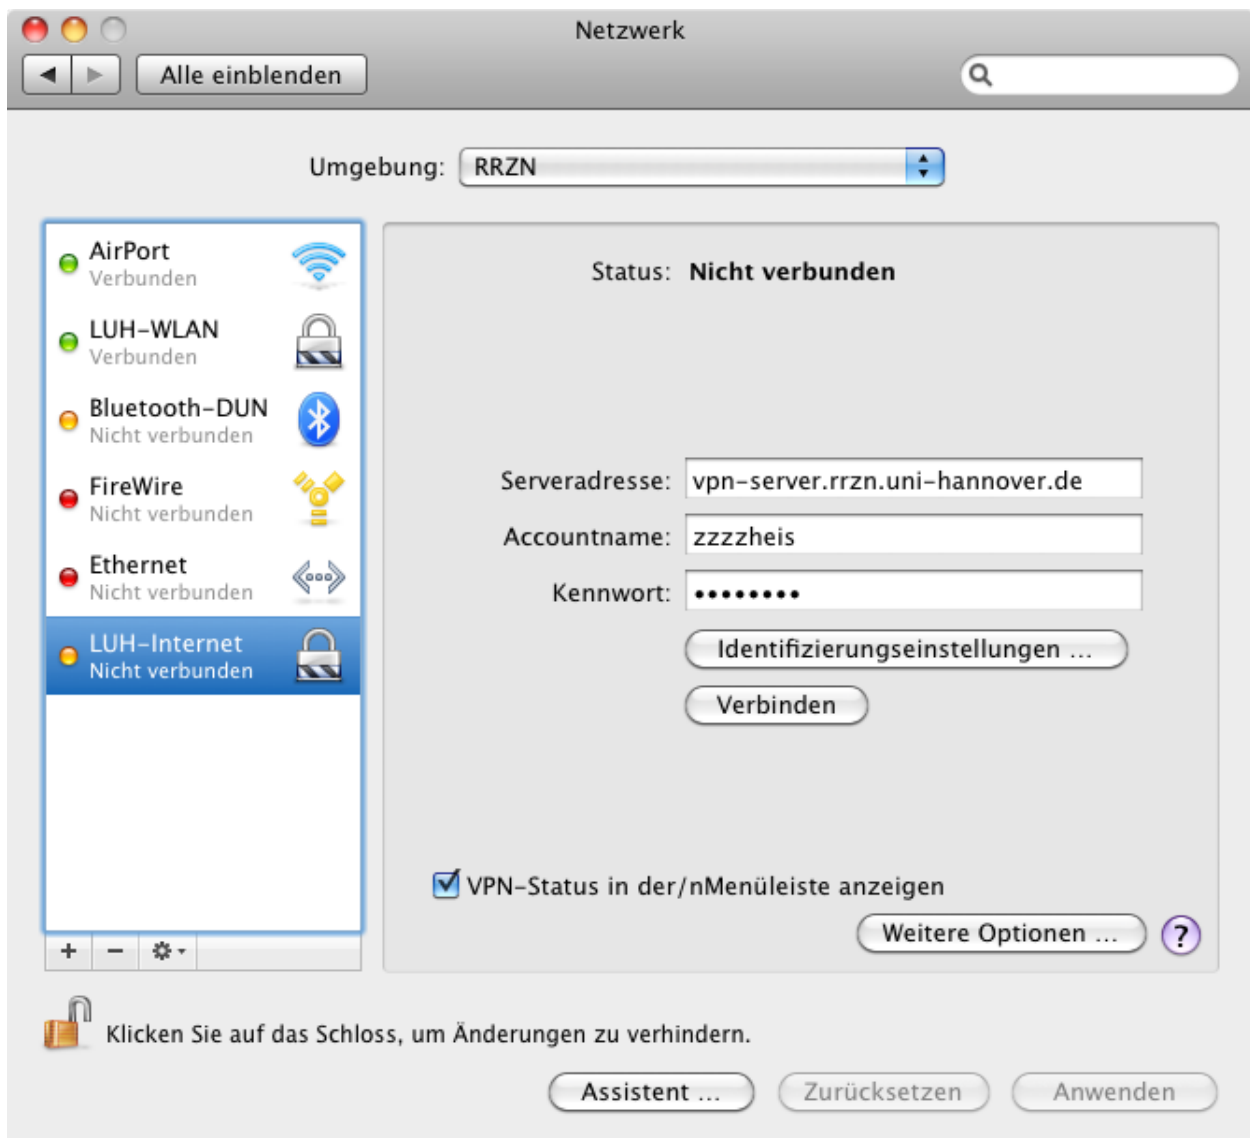 Netzwerk
Alle einblenden
Umgebung: RRZN
AirPort
Verbunden
LUH-WLAN
Verbunden
Bluetooth-DUN
Nicht verbunden
FireWire
Nicht verbunden
Ethernet
Nicht verbunden
LUH-Internet
Nicht verbunden
Status: Nicht verbunden
Serveradresse: vpn-server.rrzn.uni-hannover.de
Accountname: zzzzheis
Kennwort: ••••••••
Identifizierungseinstellungen ...
Verbinden
VPN-Status in der/nMenüleiste anzeigen
Weitere Optionen ... ?
Klicken Sie auf das Schloss, um Änderungen zu verhindern.
Assistent ... Zurücksetzen Anwenden